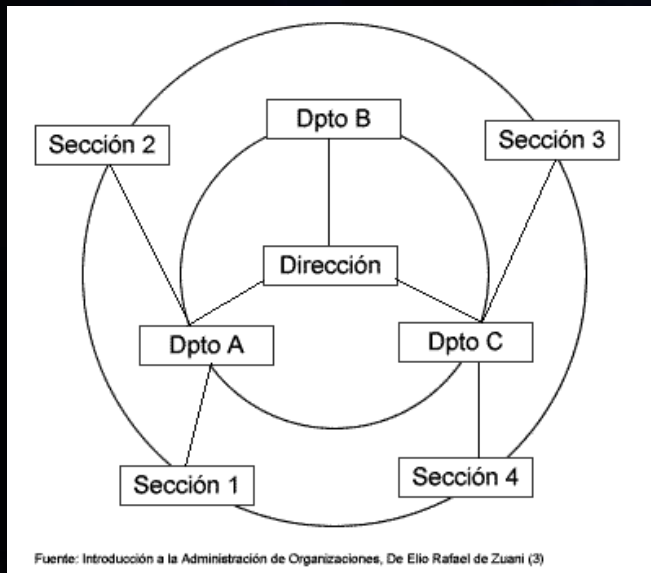 Dpto B
Sección 2
Sección 3
Dirección
Dpto A
Dpto C
Sección 1
Sección 4
Fuente: Introducción a la Administración de Organizaciones, De Elio Rafael de Zuani (3)